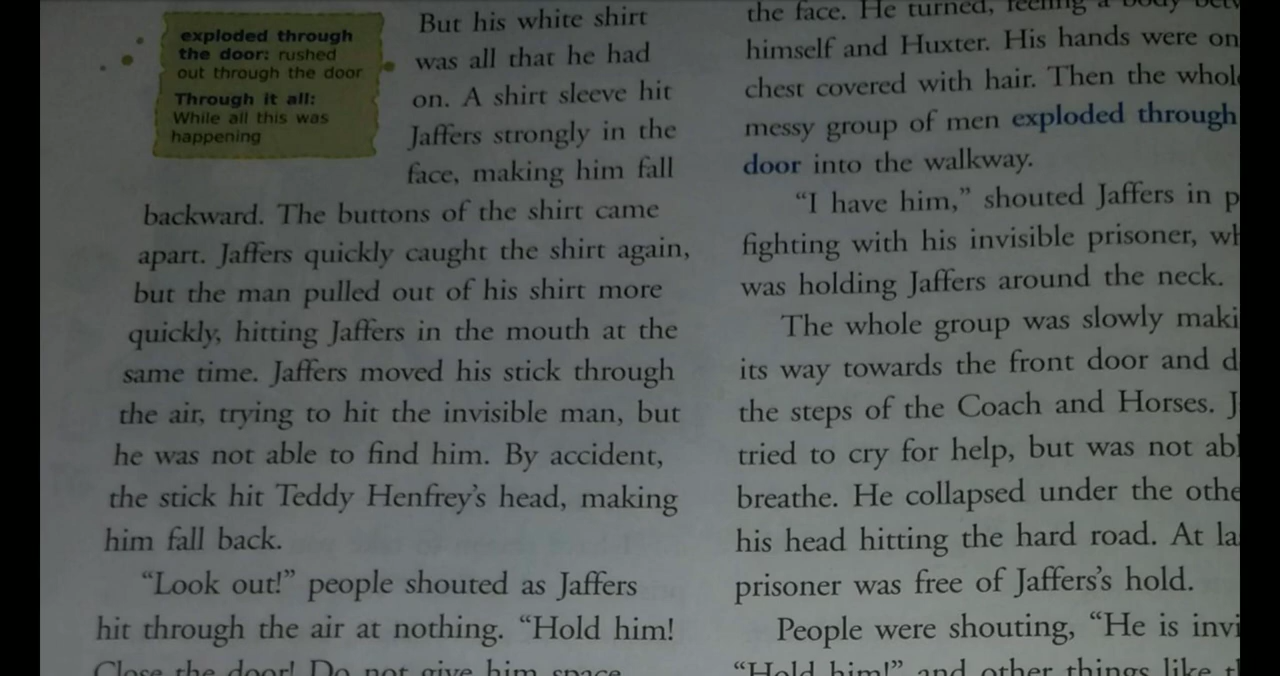 exploded through
the door: rushed
out through the door
Through it all:
While all this was
happening
But his white shirt
was all that he had
on. A shirt sleeve hit
Jaffers strongly in the
face, making him fall
backward. The buttons of the shirt came
apart. Jaffers quickly caught the shirt again,
but the man pulled out of his shirt more
quickly, hitting Jaffers in the mouth at the
same time. Jaffers moved his stick through
the air, trying to hit the invisible man, but
he was not able to find him. By accident,
the stick hit Teddy Henfrey's head, making
him fall back.
“Look out!” people shouted as Jaffers
hit through the air at nothing. “Hold him!
Close the door! Do not give him space
the face. He turned, feeling a body
himself and Huxter. His hands were on
chest covered with hair. Then the
messy group of men exploded through
door into the walkway.
“I have him,” shouted Jaffers in
fighting with his invisible prisoner,
was holding Jaffers around the neck.
The whole group was slowly
its way towards the front door and
the steps of the Coach and Horses.
tried to cry for help, but was not
breathe. He collapsed under the
his head hitting the hard road. At
prisoner was free of Jaffers's hold.
People were shouting, “He is
“Hold him!” and other things like